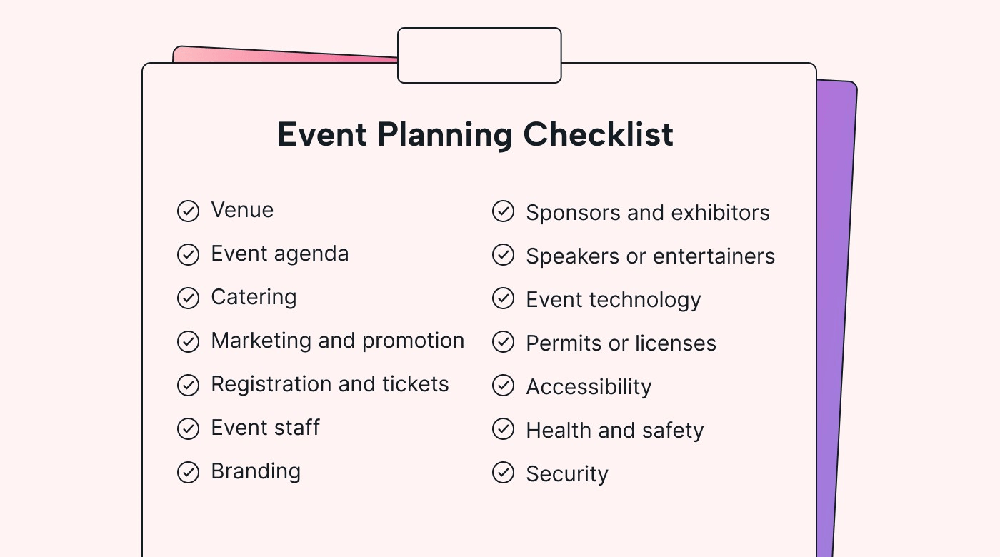 Event Planning Checklist
Venue
Event agenda
Catering
Marketing and promotion
Registration and tickets
Event staff
Branding
Sponsors and exhibitors
Speakers or entertainers
Event technology
Permits or licenses
Accessibility
Health and safety
Security